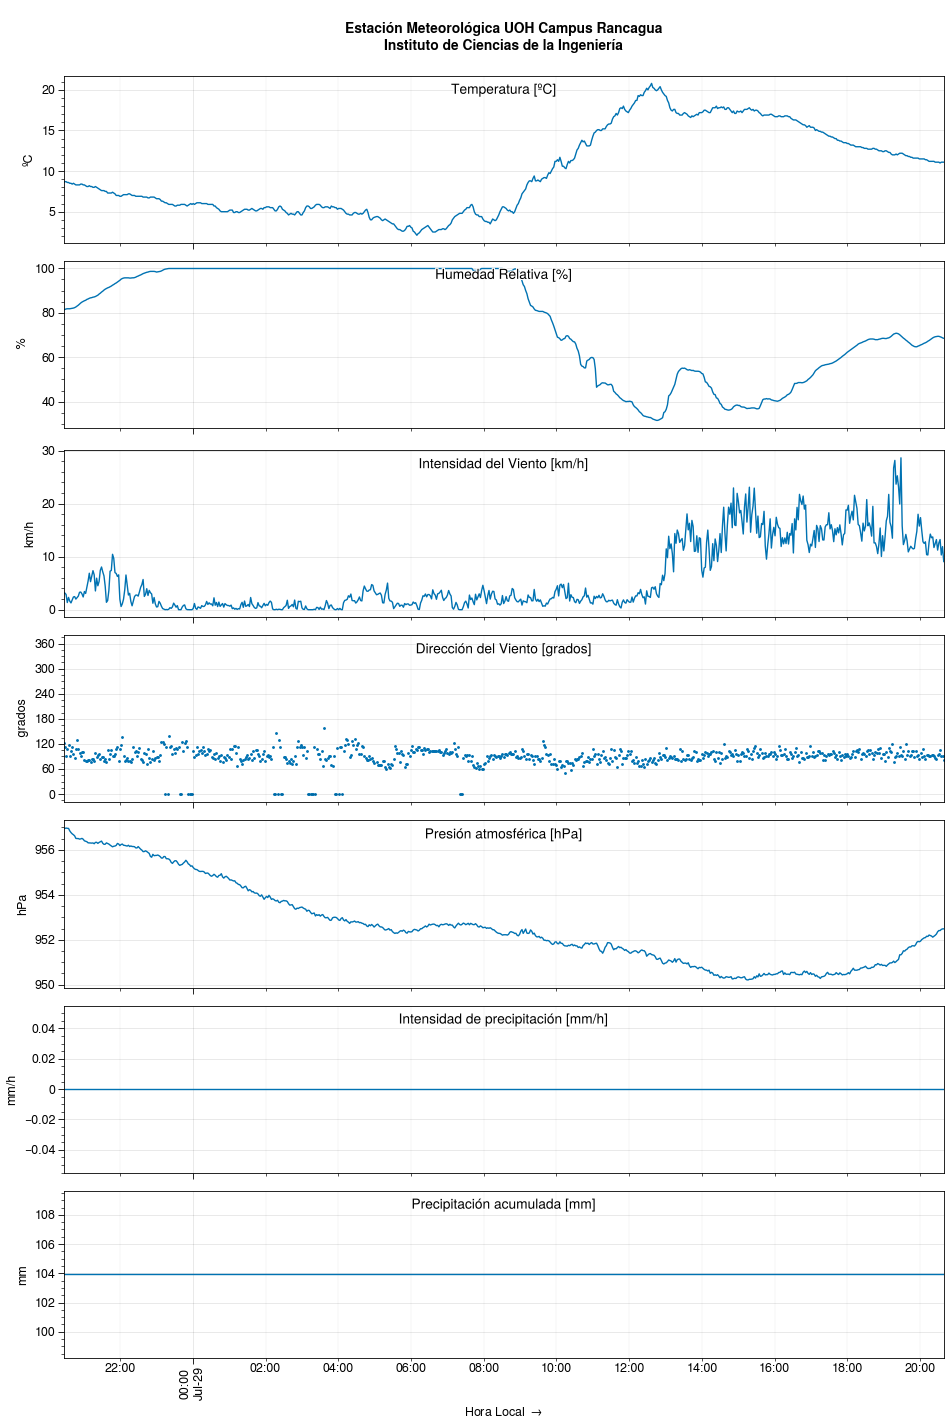 Estación Meteorológica UOH Campus Rancagua
Instituto de Ciencias de la Ingeniería
Temperatura [ºC]
ºC
20
15
10
5
Humedad Relativa [%]
%
100
80
60
40
Intensidad del Viento [km/h]
km/h
30
20
10
0
Dirección del Viento [grados]
grados
360
300
240
180
120
60
0
Presión atmosférica [hPa]
hPa
956
954
952
950
Intensidad de precipitación [mm/h]
mm/h
0.04
0.02
0
−0.02
−0.04
Precipitación acumulada [mm]
mm
108
106
104
102
100
22:00
00:00
Jul-29
02:00
04:00
06:00
08:00
10:00
12:00
14:00
16:00
18:00
20:00
Hora Local →